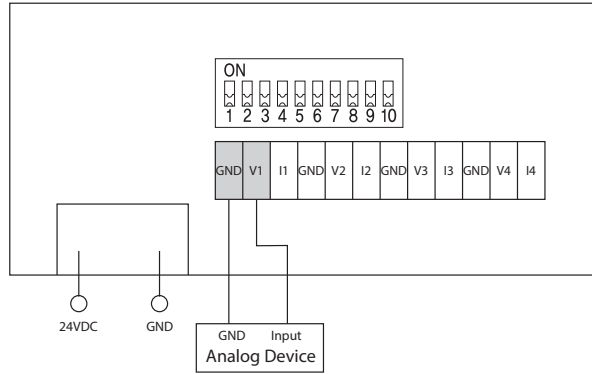 ON
1 2 3 4 5 6 7 8 9 10
GND V1 I1 GND V2 I2 GND V3 I3 GND V4 I4
24VDC GND
GND Input
Analog Device